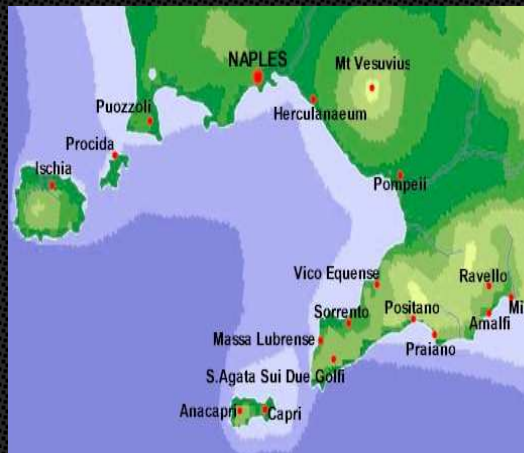 NAPLES
Mt Vesuvius
Puozzoli
Herculanaeum
Procida
Ischia
Pompeii
Vico Equense
Ravello
Sorrento
Positano
Mi
Massa Lubrense
Amalfi
Praiano
S.Agata Sui Due Golfi
Anacapri
Capri